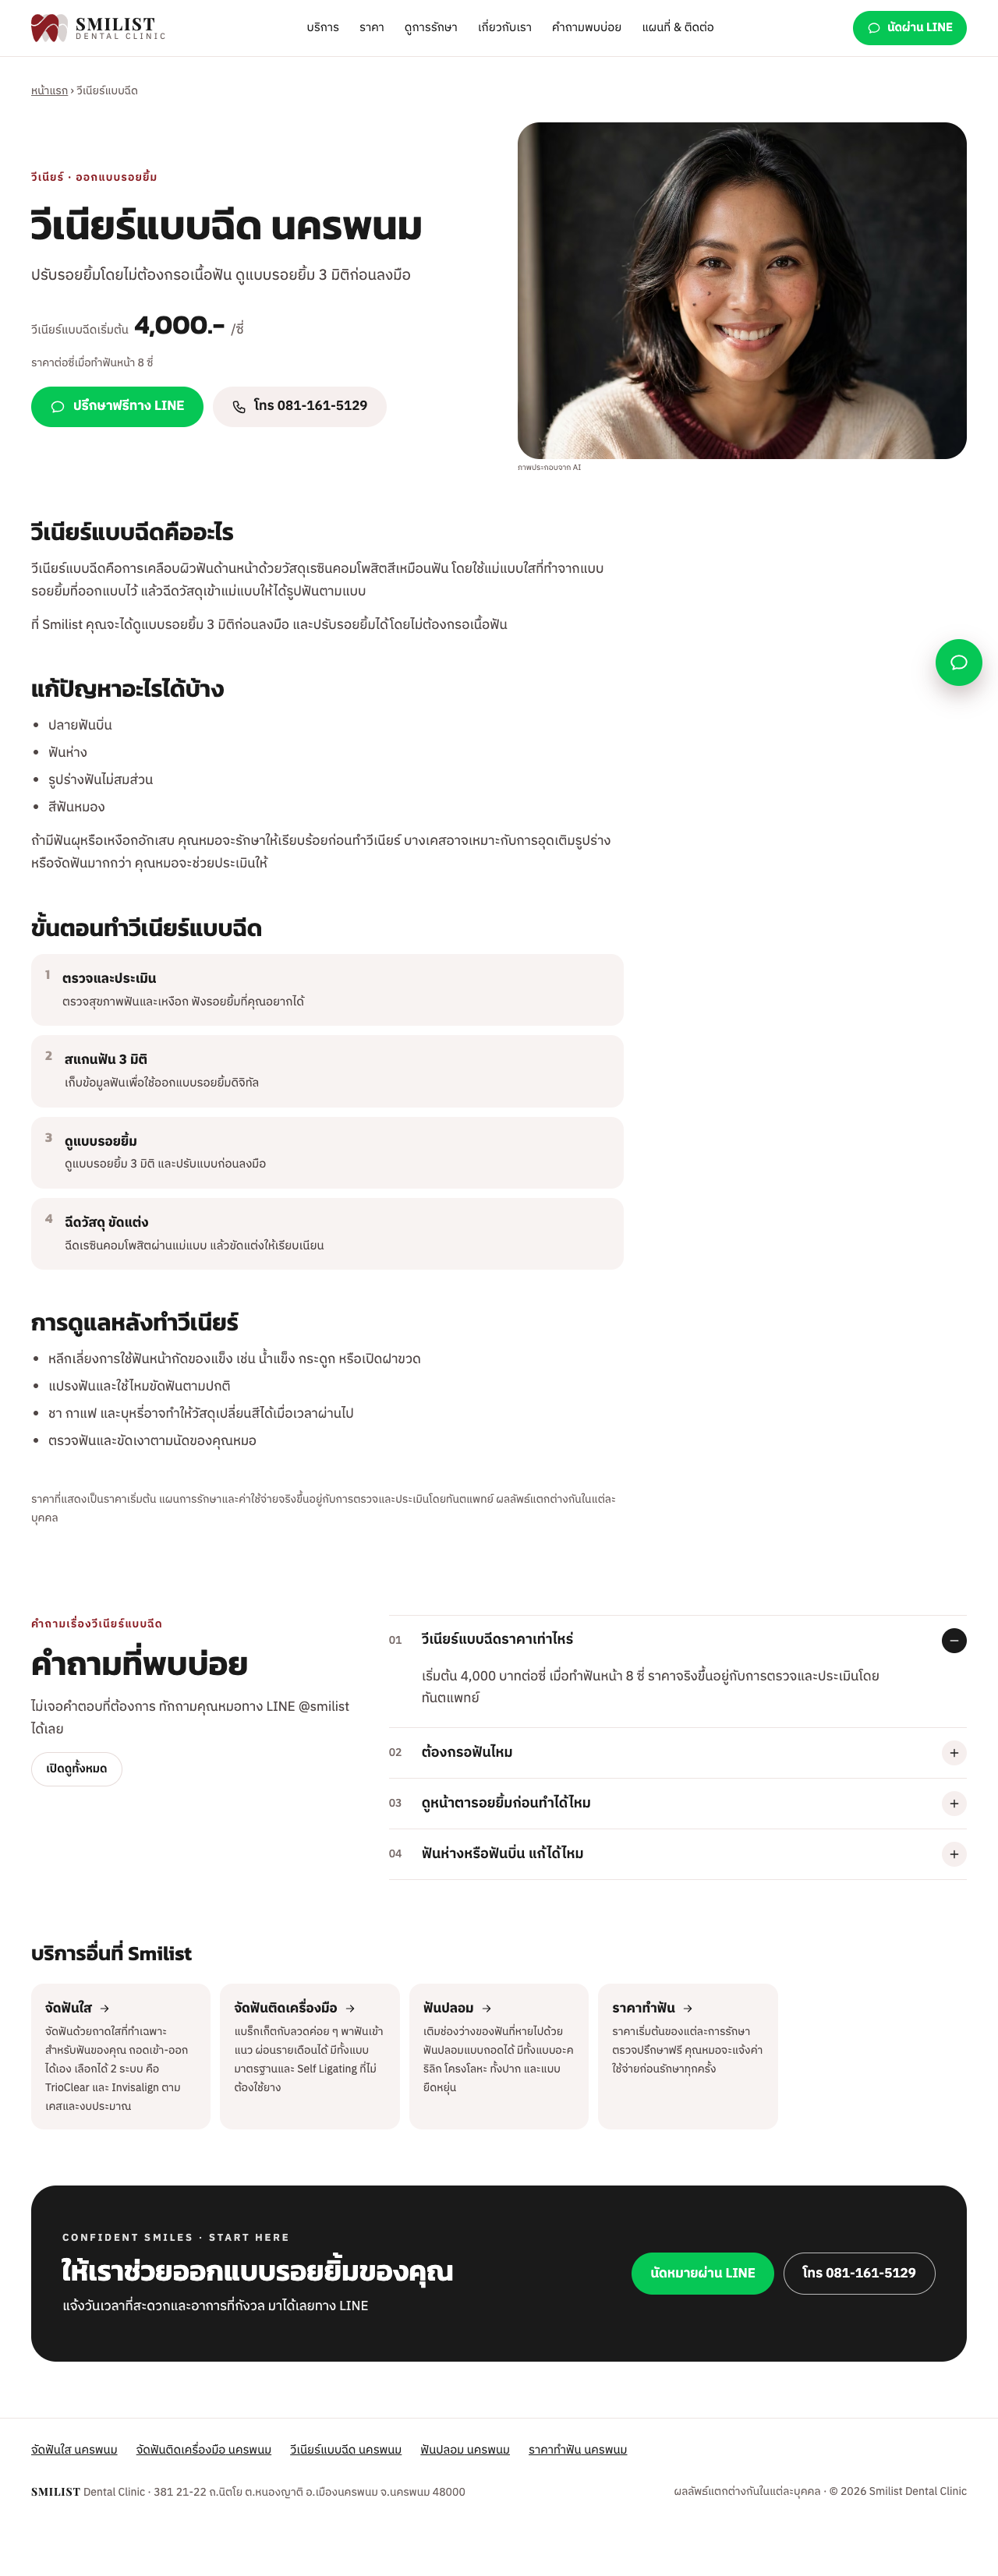 SMILIST
DENTAL CLINIC
บริการ ราคา ดูการรักษา เกี่ยวกับเรา คำถามพบบ่อย แผนที่ & ติดต่อ
นัดผ่าน LINE
หน้าแรก › วีเนียร์แบบฉีด
วีเนียร์ · ออกแบบรอยยิ้ม
วีเนียร์แบบฉีด นครพนม
ปรับรอยยิ้มโดยไม่ต้องกรอเนื้อฟัน ดูแบบรอยยิ้ม 3 มิติก่อนลงมือ
วีเนียร์แบบฉีดเริ่มต้น 4,000.- /ซี่
ราคาต่อซี่เมื่อทำฟันหน้า 8 ซี่
ปรึกษาฟรีทาง LINE
โทร 081-161-5129
ภาพประกอบจาก AI
วีเนียร์แบบฉีดคืออะไร
วีเนียร์แบบฉีดคือการเคลือบผิวฟันด้านหน้าด้วยวัสดุเรซินคอมโพสิตสีเหมือนฟัน โดยใช้แม่แบบใสที่ทำจากแบบ
รอยยิ้มที่ออกแบบไว้ แล้วฉีดวัสดุเข้าแม่แบบให้ได้รูปฟันตามแบบ
ที่ Smilist คุณจะได้ดูแบบรอยยิ้ม 3 มิติก่อนลงมือ และปรับรอยยิ้มได้โดยไม่ต้องกรอเนื้อฟัน
แก้ปัญหาอะไรได้บ้าง
• ปลายฟันบิ่น
• ฟันห่าง
• รูปร่างฟันไม่สมส่วน
• สีฟันหมอง
ถ้ามีฟันผุหรือเหงือกอักเสบ คุณหมอจะรักษาให้เรียบร้อยก่อนทำวีเนียร์ บางเคสอาจเหมาะกับการอุดเติมรูปร่าง
หรือจัดฟันมากกว่า คุณหมอจะช่วยประเมินให้
ขั้นตอนทำวีเนียร์แบบฉีด
1 ตรวจและประเมิน
ตรวจสุขภาพฟันและเหงือก ฟังรอยยิ้มที่คุณอยากได้
2 สแกนฟัน 3 มิติ
เก็บข้อมูลฟันเพื่อใช้ออกแบบรอยยิ้มดิจิทัล
3 ดูแบบรอยยิ้ม
ดูแบบรอยยิ้ม 3 มิติ และปรับแบบก่อนลงมือ
4 ฉีดวัสดุ ขัดแต่ง
ฉีดเรซินคอมโพสิตผ่านแม่แบบ แล้วขัดแต่งให้เรียบเนียน
การดูแลหลังทำวีเนียร์
• หลีกเลี่ยงการใช้ฟันหน้ากัดของแข็ง เช่น น้ำแข็ง กระดูก หรือเปิดฝาขวด
• แปรงฟันและใช้ไหมขัดฟันตามปกติ
• ชา กาแฟ และบุหรี่อาจทำให้วัสดุเปลี่ยนสีได้เมื่อเวลาผ่านไป
• ตรวจฟันและขัดเงาตามนัดของคุณหมอ
ราคาที่แสดงเป็นราคาเริ่มต้น แผนการรักษาและค่าใช้จ่ายจริงขึ้นอยู่กับการตรวจและประเมินโดยทันตแพทย์ ผลลัพธ์แตกต่างกันในแต่ละ
บุคคล
คำถามเรื่องวีเนียร์แบบฉีด
คำถามที่พบบ่อย
ไม่เจอคำตอบที่ต้องการ ทักถามคุณหมอทาง LINE @smilist
ได้เลย
เปิดดูทั้งหมด
01 วีเนียร์แบบฉีดราคาเท่าไหร่
เริ่มต้น 4,000 บาทต่อซี่ เมื่อทำฟันหน้า 8 ซี่ ราคาจริงขึ้นอยู่กับการตรวจและประเมินโดย
ทันตแพทย์
02 ต้องกรอฟันไหม
03 ดูหน้าตารอยยิ้มก่อนทำได้ไหม
04 ฟันห่างหรือฟันบิ่น แก้ได้ไหม
บริการอื่นที่ Smilist
จัดฟันใส →
จัดฟันด้วยถาดใสที่ทำเฉพาะ
สำหรับฟันของคุณ ถอดเข้า-ออก
ได้เอง เลือกได้ 2 ระบบ คือ
TrioClear และ Invisalign ตาม
เคสและงบประมาณ
จัดฟันติดเครื่องมือ →
แบร็กเก็ตกับลวดค่อย ๆ พาฟันเข้า
แนว ผ่อนรายเดือนได้ มีทั้งแบบ
มาตรฐานและ Self Ligating ที่ไม่
ต้องใช้ยาง
ฟันปลอม →
เติมช่องว่างของฟันที่หายไปด้วย
ฟันปลอมแบบถอดได้ มีทั้งแบบอะค
ริลิก โครงโลหะ ทั้งปาก และแบบ
ยืดหยุ่น
ราคาทำฟัน →
ราคาเริ่มต้นของแต่ละการรักษา
ตรวจปรึกษาฟรี คุณหมอจะแจ้งค่า
ใช้จ่ายก่อนรักษาทุกครั้ง
CONFIDENT SMILES · START HERE
ให้เราช่วยออกแบบรอยยิ้มของคุณ
แจ้งวันเวลาที่สะดวกและอาการที่กังวล มาได้เลยทาง LINE
นัดหมายผ่าน LINE
โทร 081-161-5129
จัดฟันใส นครพนม จัดฟันติดเครื่องมือ นครพนม วีเนียร์แบบฉีด นครพนม ฟันปลอม นครพนม ราคาทำฟัน นครพนม
SMILIST Dental Clinic · 381 21-22 ถ.นิตโย ต.หนองญาติ อ.เมืองนครพนม จ.นครพนม 48000
ผลลัพธ์แตกต่างกันในแต่ละบุคคล · © 2026 Smilist Dental Clinic